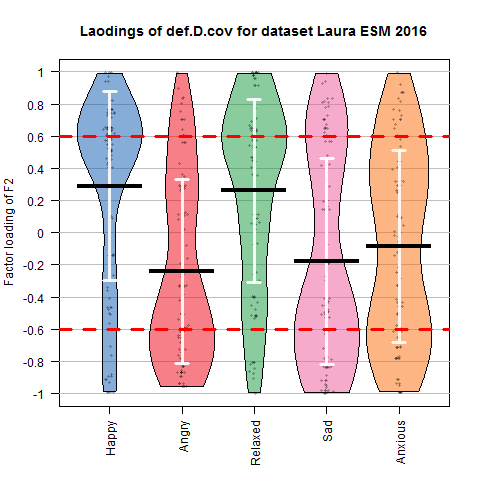 Laodings of def.D.cov for dataset Laura ESM 2016
Factor loading of F2
1
0.8
0.6
0.4
0.2
0
-0.2
-0.4
-0.6
-0.8
-1
Happy
Angry
Relaxed
Sad
Anxious